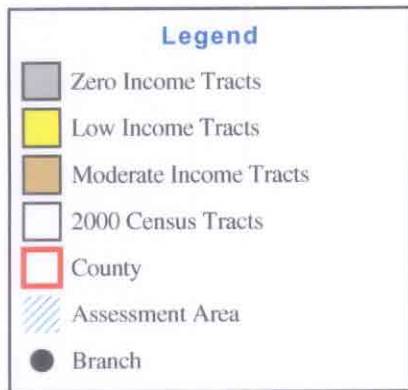 Legend
Zero Income Tracts
Low Income Tracts
Moderate Income Tracts
2000 Census Tracts
County
Assessment Area
Branch